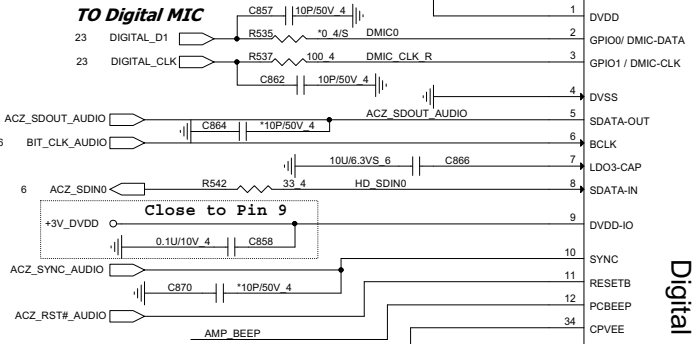 TO Digital MIC
C857 10P/50V_4
1 DVDD
23 DIGITAL_D1 R535 *0_4/S DMIC0 2 GPIO0/ DMIC-DATA
23 DIGITAL_CLK R537 100_4 DMIC_CLK_R 3 GPIO1 / DMIC-CLK
C862 10P/50V_4
4 DVSS
ACZ_SDOUT_AUDIO ACZ_SDOUT_AUDIO 5 SDATA-OUT
C864 *10P/50V_4
6 BIT_CLK_AUDIO 6 BCLK
10U/6.3VS_6 C866 7 LDO3-CAP
6 ACZ_SDIN0 R542 33_4 HD_SDIN0 8 SDATA-IN
Close to Pin 9
+3V_DVDD 9 DVDD-IO
0.1U/10V_4 C858
10 SYNC
ACZ_SYNC_AUDIO
11 RESETB
C870 *10P/50V_4
12 PCBEEP
ACZ_RST#_AUDIO
34 CPVEE
AMP_BEEP
Digital